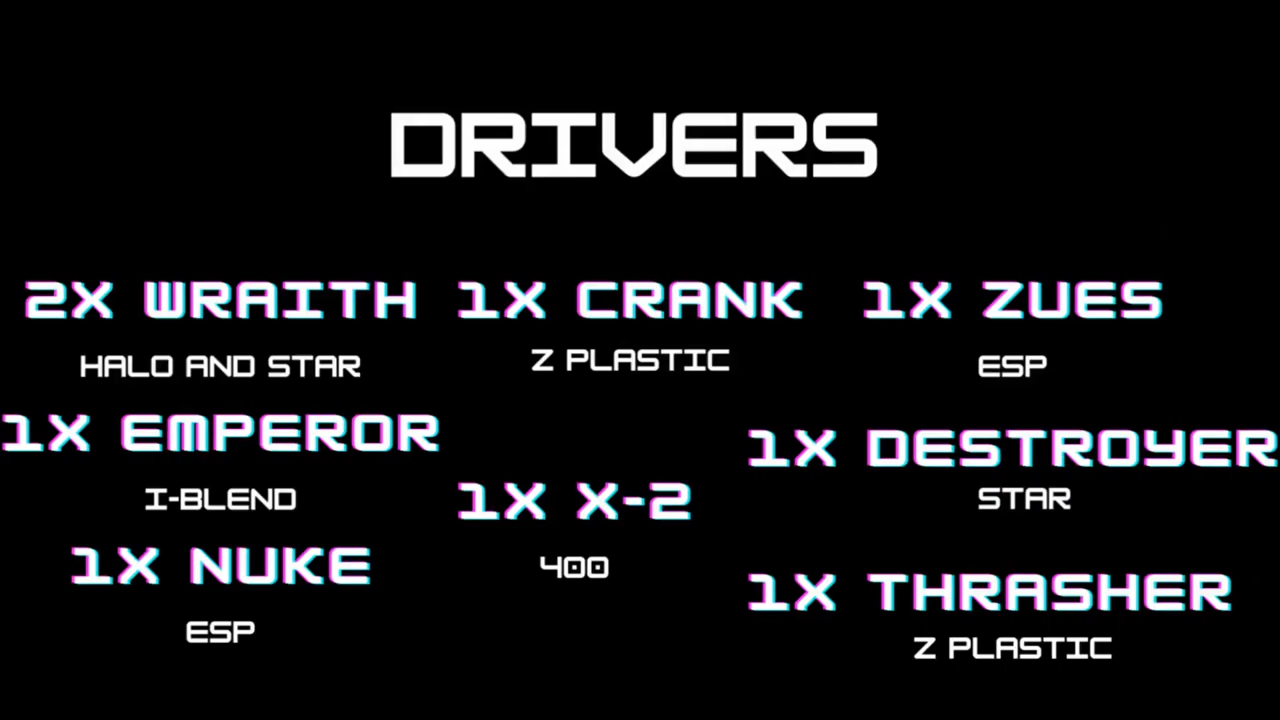 DRIVERS
2X WRAITH
HALO AND STAR
1X CRANK
Z PLASTIC
1X ZUES
ESP
1X EMPEROR
I-BLEND
1X X-2
400
1X DESTROYER
STAR
1X NUKE
ESP
1X THRASHER
Z PLASTIC